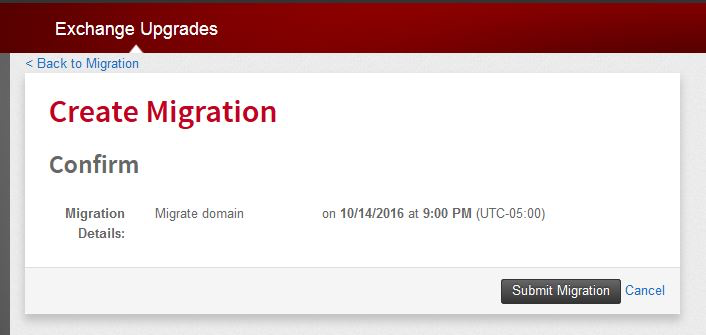 Exchange Upgrades
< Back to Migration
Create Migration
Confirm
Migration Details: Migrate domain on 10/14/2016 at 9:00 PM (UTC-05:00)
Submit Migration Cancel